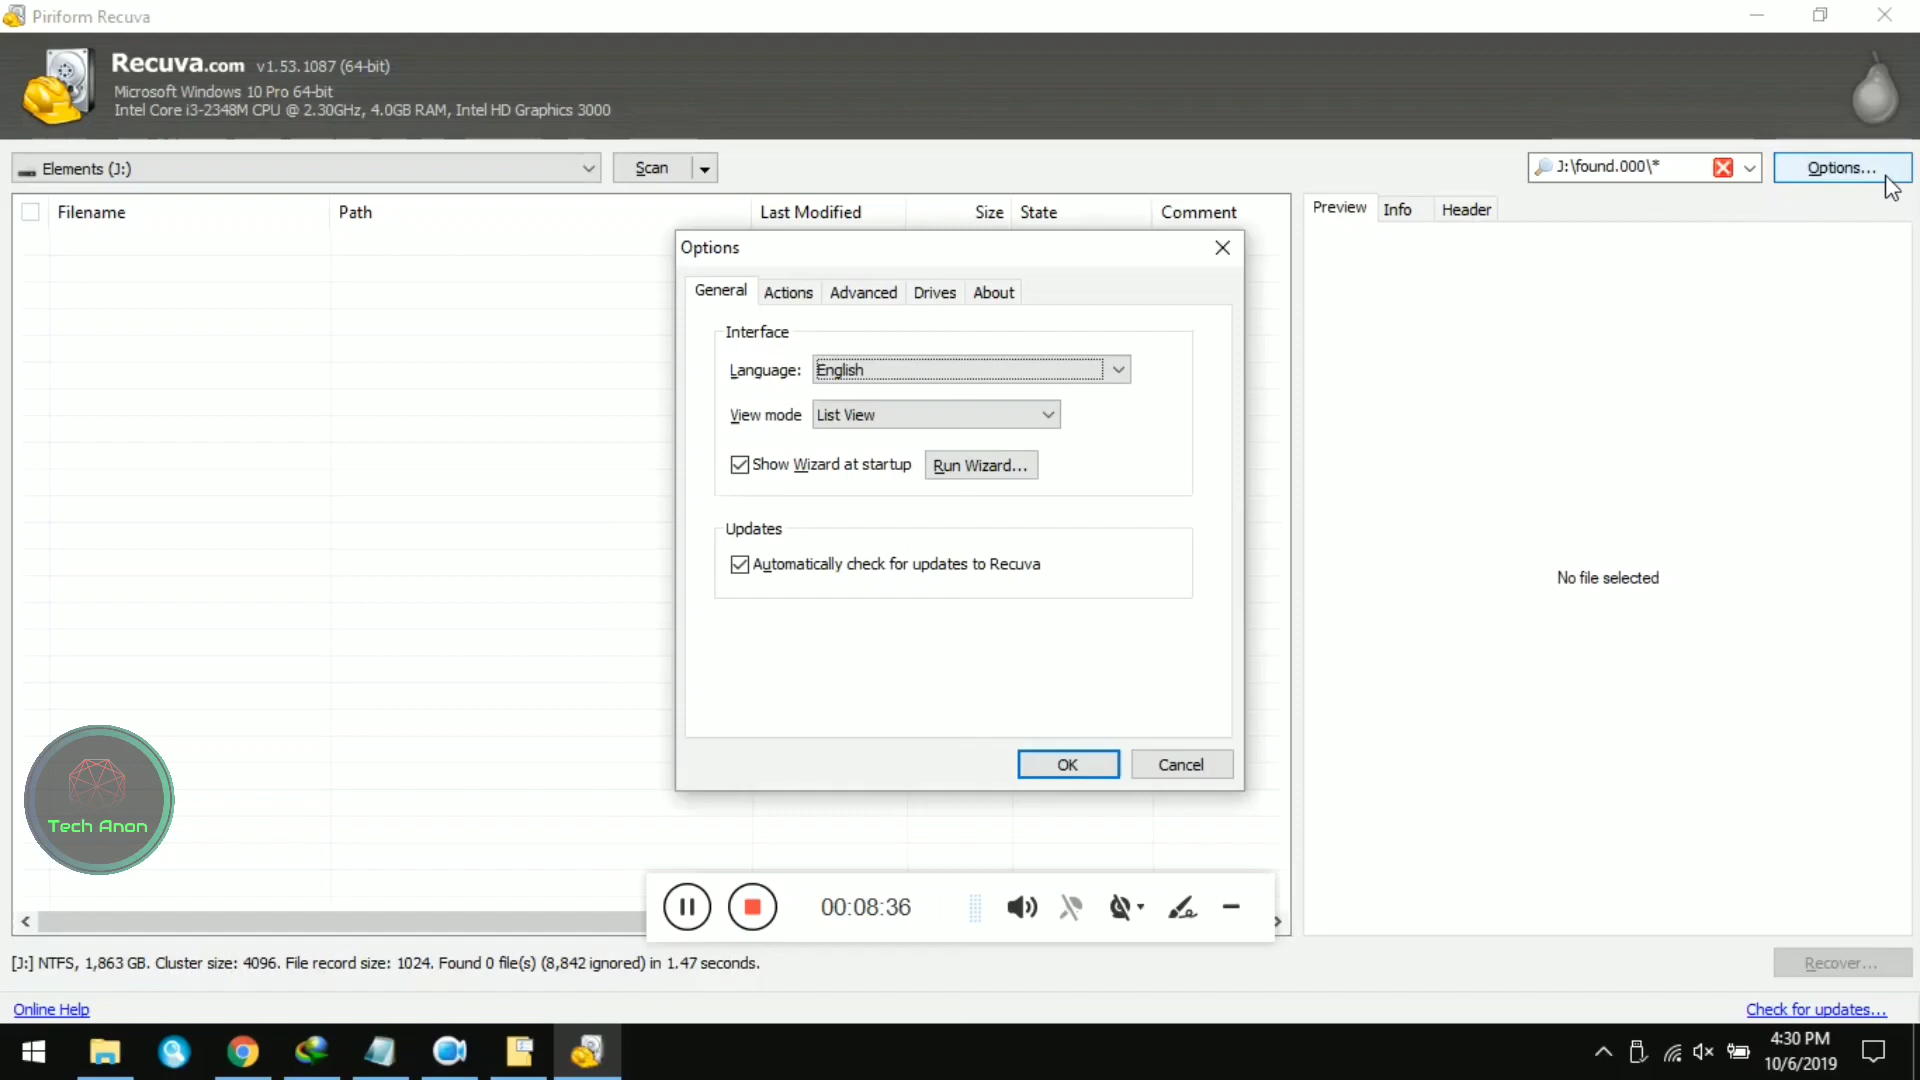 Piriform Recuva
Recuva.com v1.53.1087 (64-bit)
Microsoft Windows 10 Pro 64-bit
Intel Core i3-2348M CPU @ 2.30GHz, 4.0GB RAM, Intel HD Graphics 3000
Elements (J:)
Scan
J:\found.000\*
Options...
Filename
Path
Last Modified
Size
State
Comment
Preview
Info
Header
Options
General
Actions
Advanced
Drives
About
Interface
Language:
English
View mode
List View
Show Wizard at startup
Run Wizard...
Updates
Automatically check for updates to Recuva
No file selected
OK
Cancel
Tech Anon
00:08:36
[J:] NTFS, 1,863 GB. Cluster size: 4096. File record size: 1024. Found 0 file(s) (8,842 ignored) in 1.47 seconds.
Recover...
Online Help
Check for updates...
4:30 PM
10/6/2019